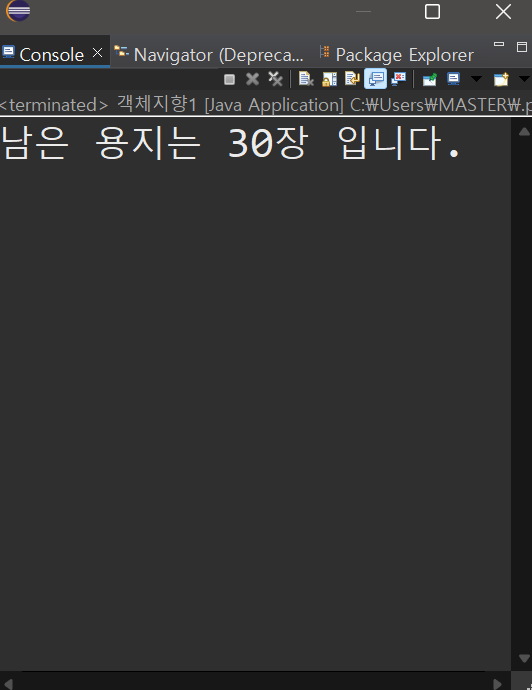 Console
Navigator (Depreca...
Package Explorer
<terminated> 객체지향1 [Java Application] C:₩Users₩MASTER₩.p
남은 용지는 30장 입니다.